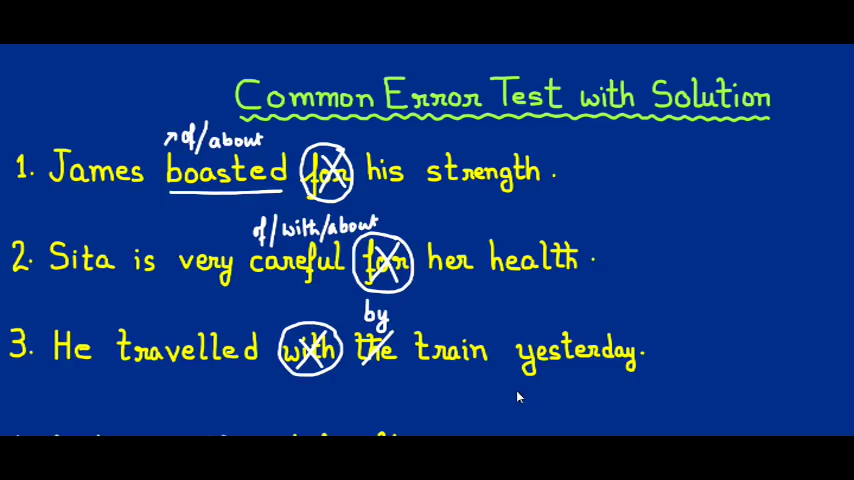 Common Error Test with Solution
of/about
1. James boasted for his strength.
of/with/about
2. Sita is very careful for her health.
by
3. He travelled with the train yesterday.